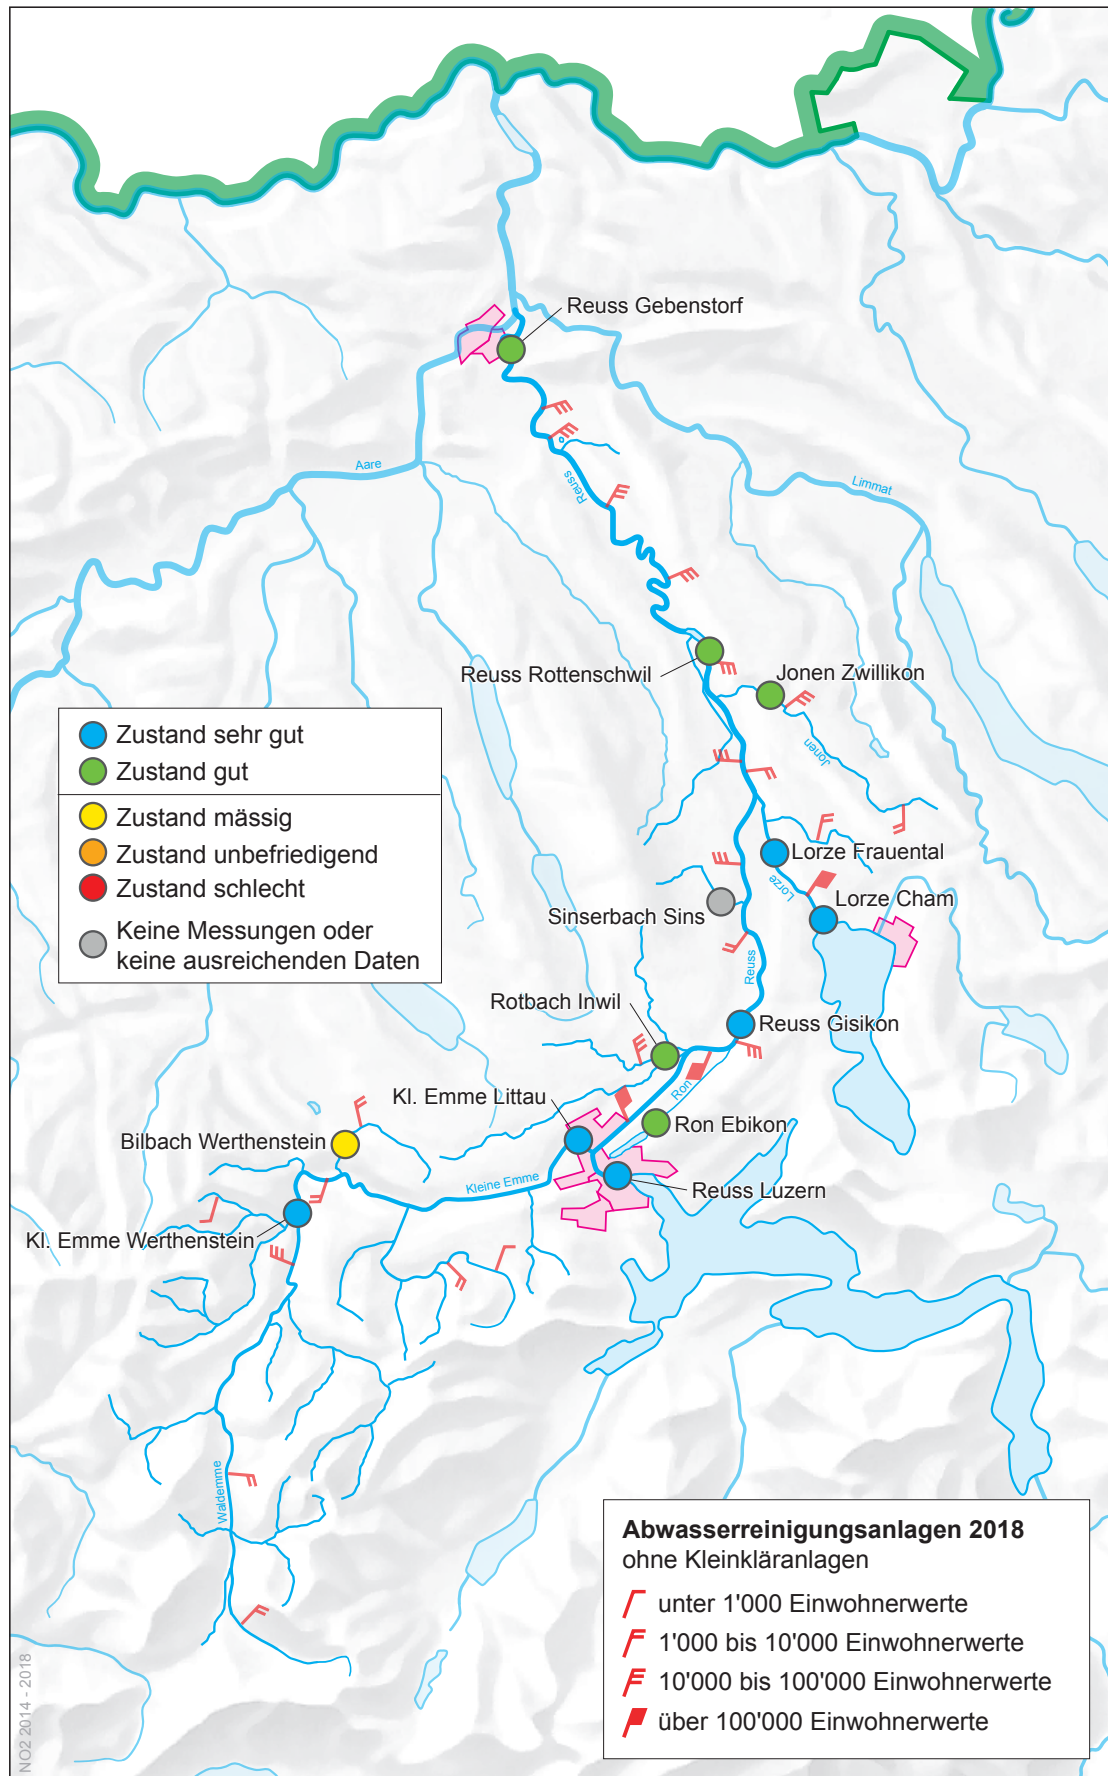 Reuss Gebenstorf
Aare
Reuss
Limmat
Reuss Rottenschwil
Jonen Zwillikon
Jonen
Zustand sehr gut
Zustand gut
Zustand mässig
Zustand unbefriedigend
Zustand schlecht
Keine Messungen oder
keine ausreichenden Daten
Lorze Frauental
Lorze
Lorze Cham
Sinserbach Sins
Reuss
Rotbach Inwil
Reuss Gisikon
Ron
Kl. Emme Littau
Ron Ebikon
Bilbach Werthenstein
Kleine Emme
Reuss Luzern
Kl. Emme Werthenstein
Waldemme
Abwasserreinigungsanlagen 2018
ohne Kleinkläranlagen
unter 1'000 Einwohnerwerte
1'000 bis 10'000 Einwohnerwerte
10'000 bis 100'000 Einwohnerwerte
über 100'000 Einwohnerwerte
NO2 2014 - 2018